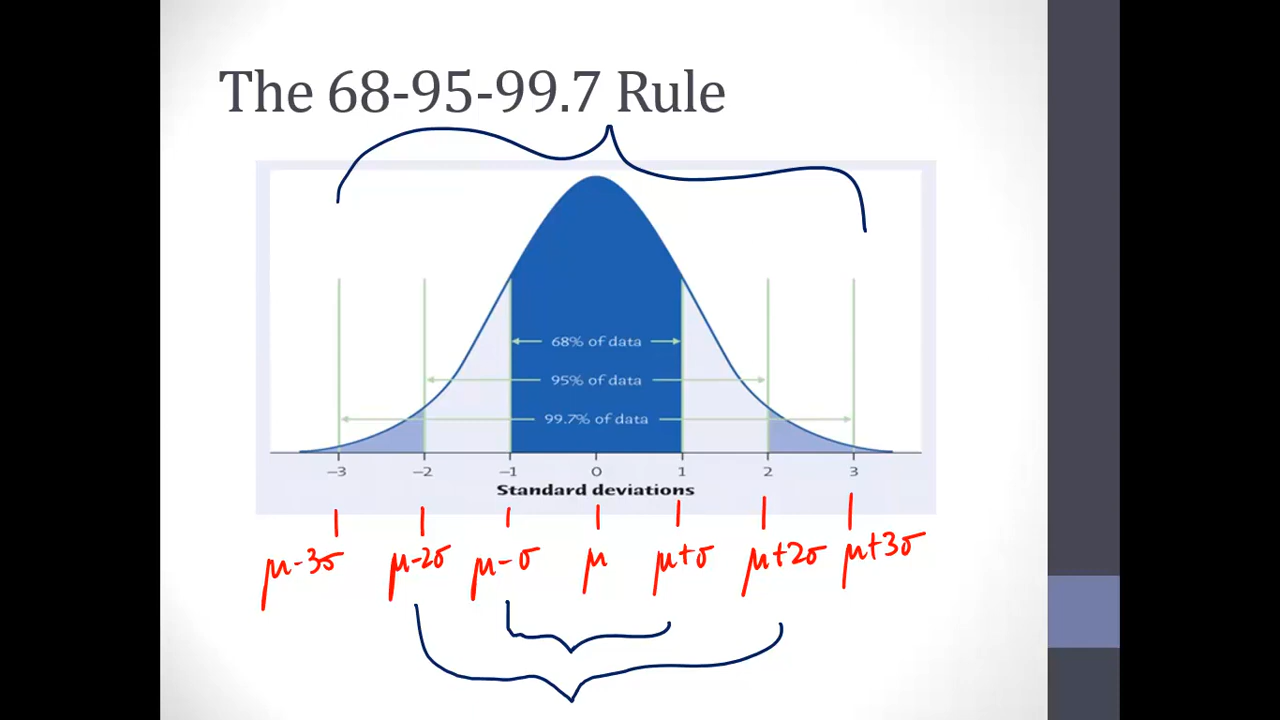 The 68-95-99.7 Rule
68% of data
95% of data
99.7% of data
−3 −2 −1 0 1 2 3
Standard deviations
μ-3σ μ-2σ μ-σ μ μ+σ μ+2σ μ+3σ